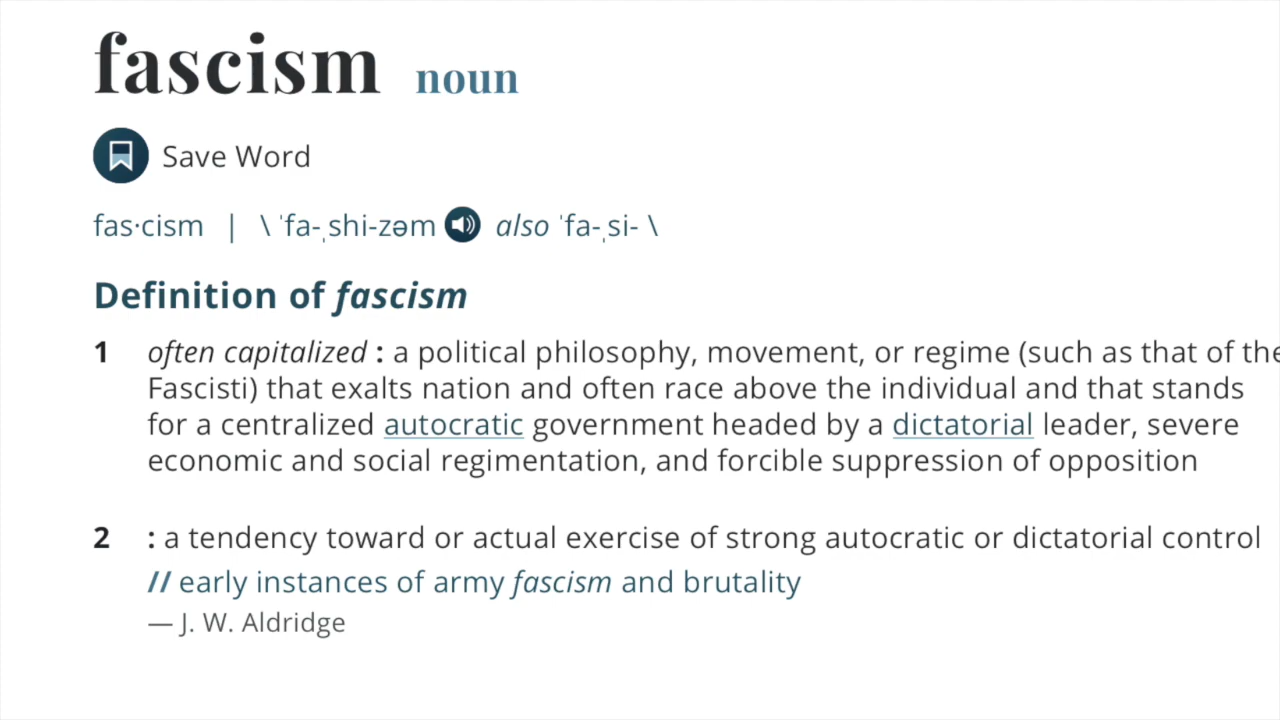 fascism noun
Save Word
fas·cism | \ ˈfa-ˌshi-zəm also ˈfa-ˌsi- \
Definition of fascism
1 often capitalized : a political philosophy, movement, or regime (such as that of the
Fascisti) that exalts nation and often race above the individual and that stands
for a centralized autocratic government headed by a dictatorial leader, severe
economic and social regimentation, and forcible suppression of opposition
2 : a tendency toward or actual exercise of strong autocratic or dictatorial control
// early instances of army fascism and brutality
— J. W. Aldridge